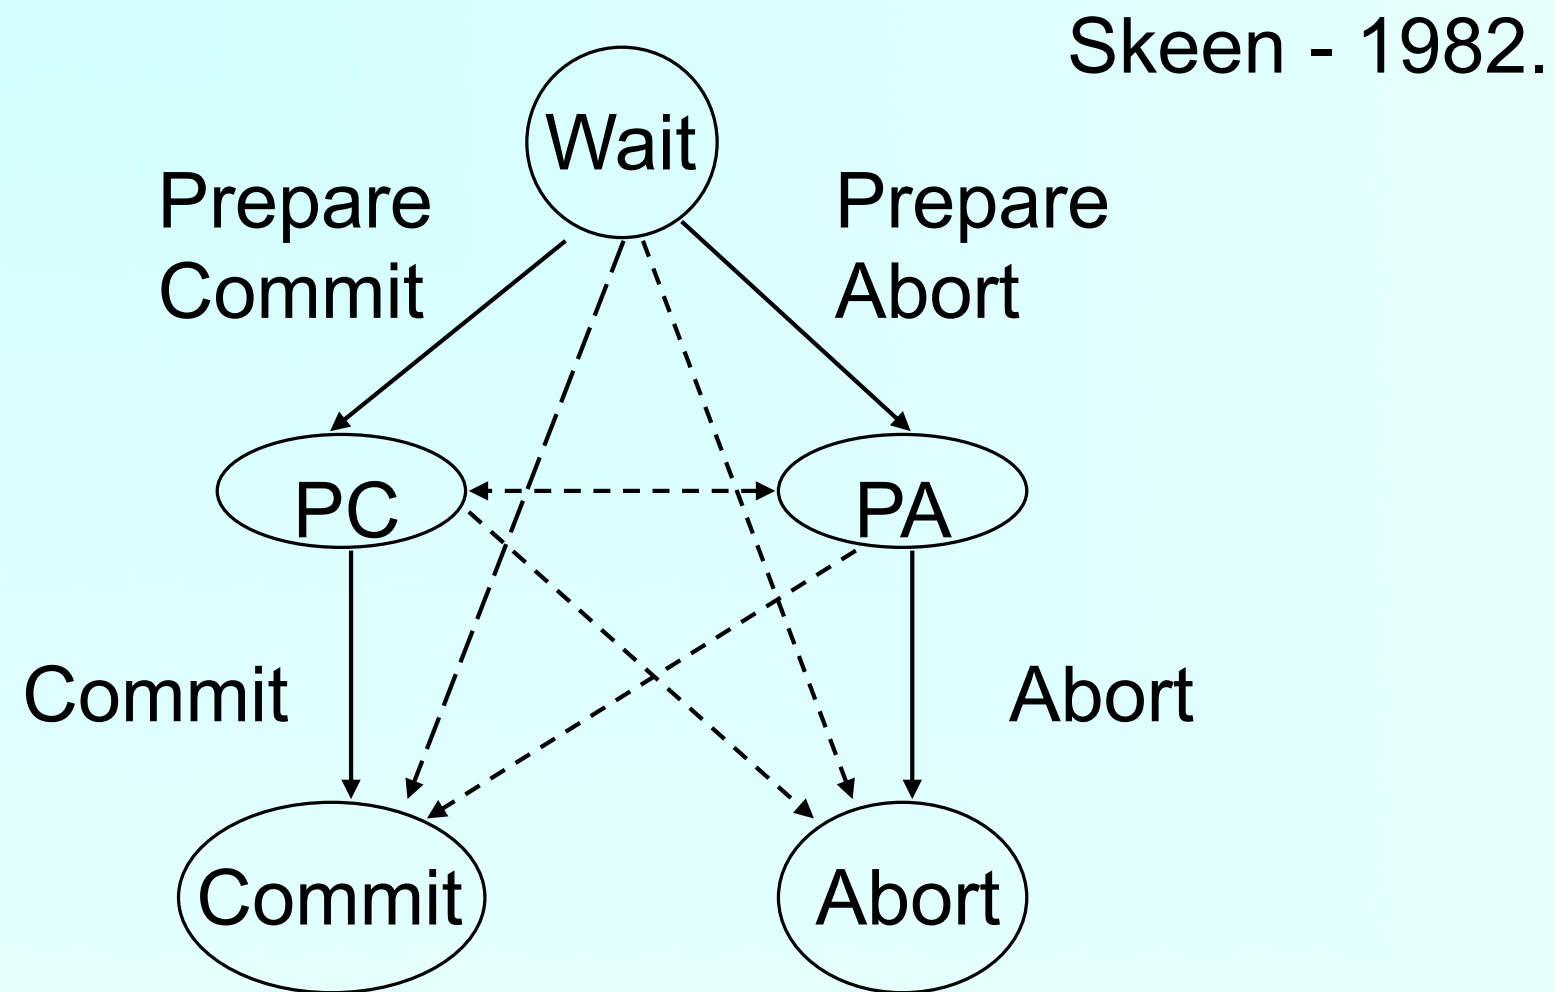 Skeen - 1982.
Wait
Prepare
Commit
Prepare
Abort
PC
PA
Commit
Abort
Commit
Abort